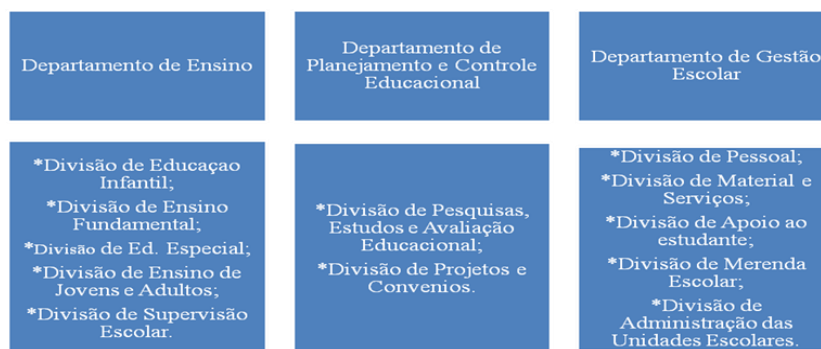 Departamento de Ensino
Departamento de
Planejamento e Controle
Educacional
Departamento de Gestão
Escolar
*Divisão de Educaçao
Infantil;
*Divisão de Ensino
Fundamental;
*Divisão de Ed. Especial;
*Divisão de Ensino de
Jovens e Adultos;
*Divisão de Supervisão
Escolar.
*Divisão de Pesquisas,
Estudos e Avaliação
Educacional;
*Divisão de Projetos e
Convenios.
*Divisão de Pessoal;
*Divisão de Material e
Serviços;
*Divisão de Apoio ao
estudante;
*Divisão de Merenda
Escolar;
*Divisão de
Administração das
Unidades Escolares.